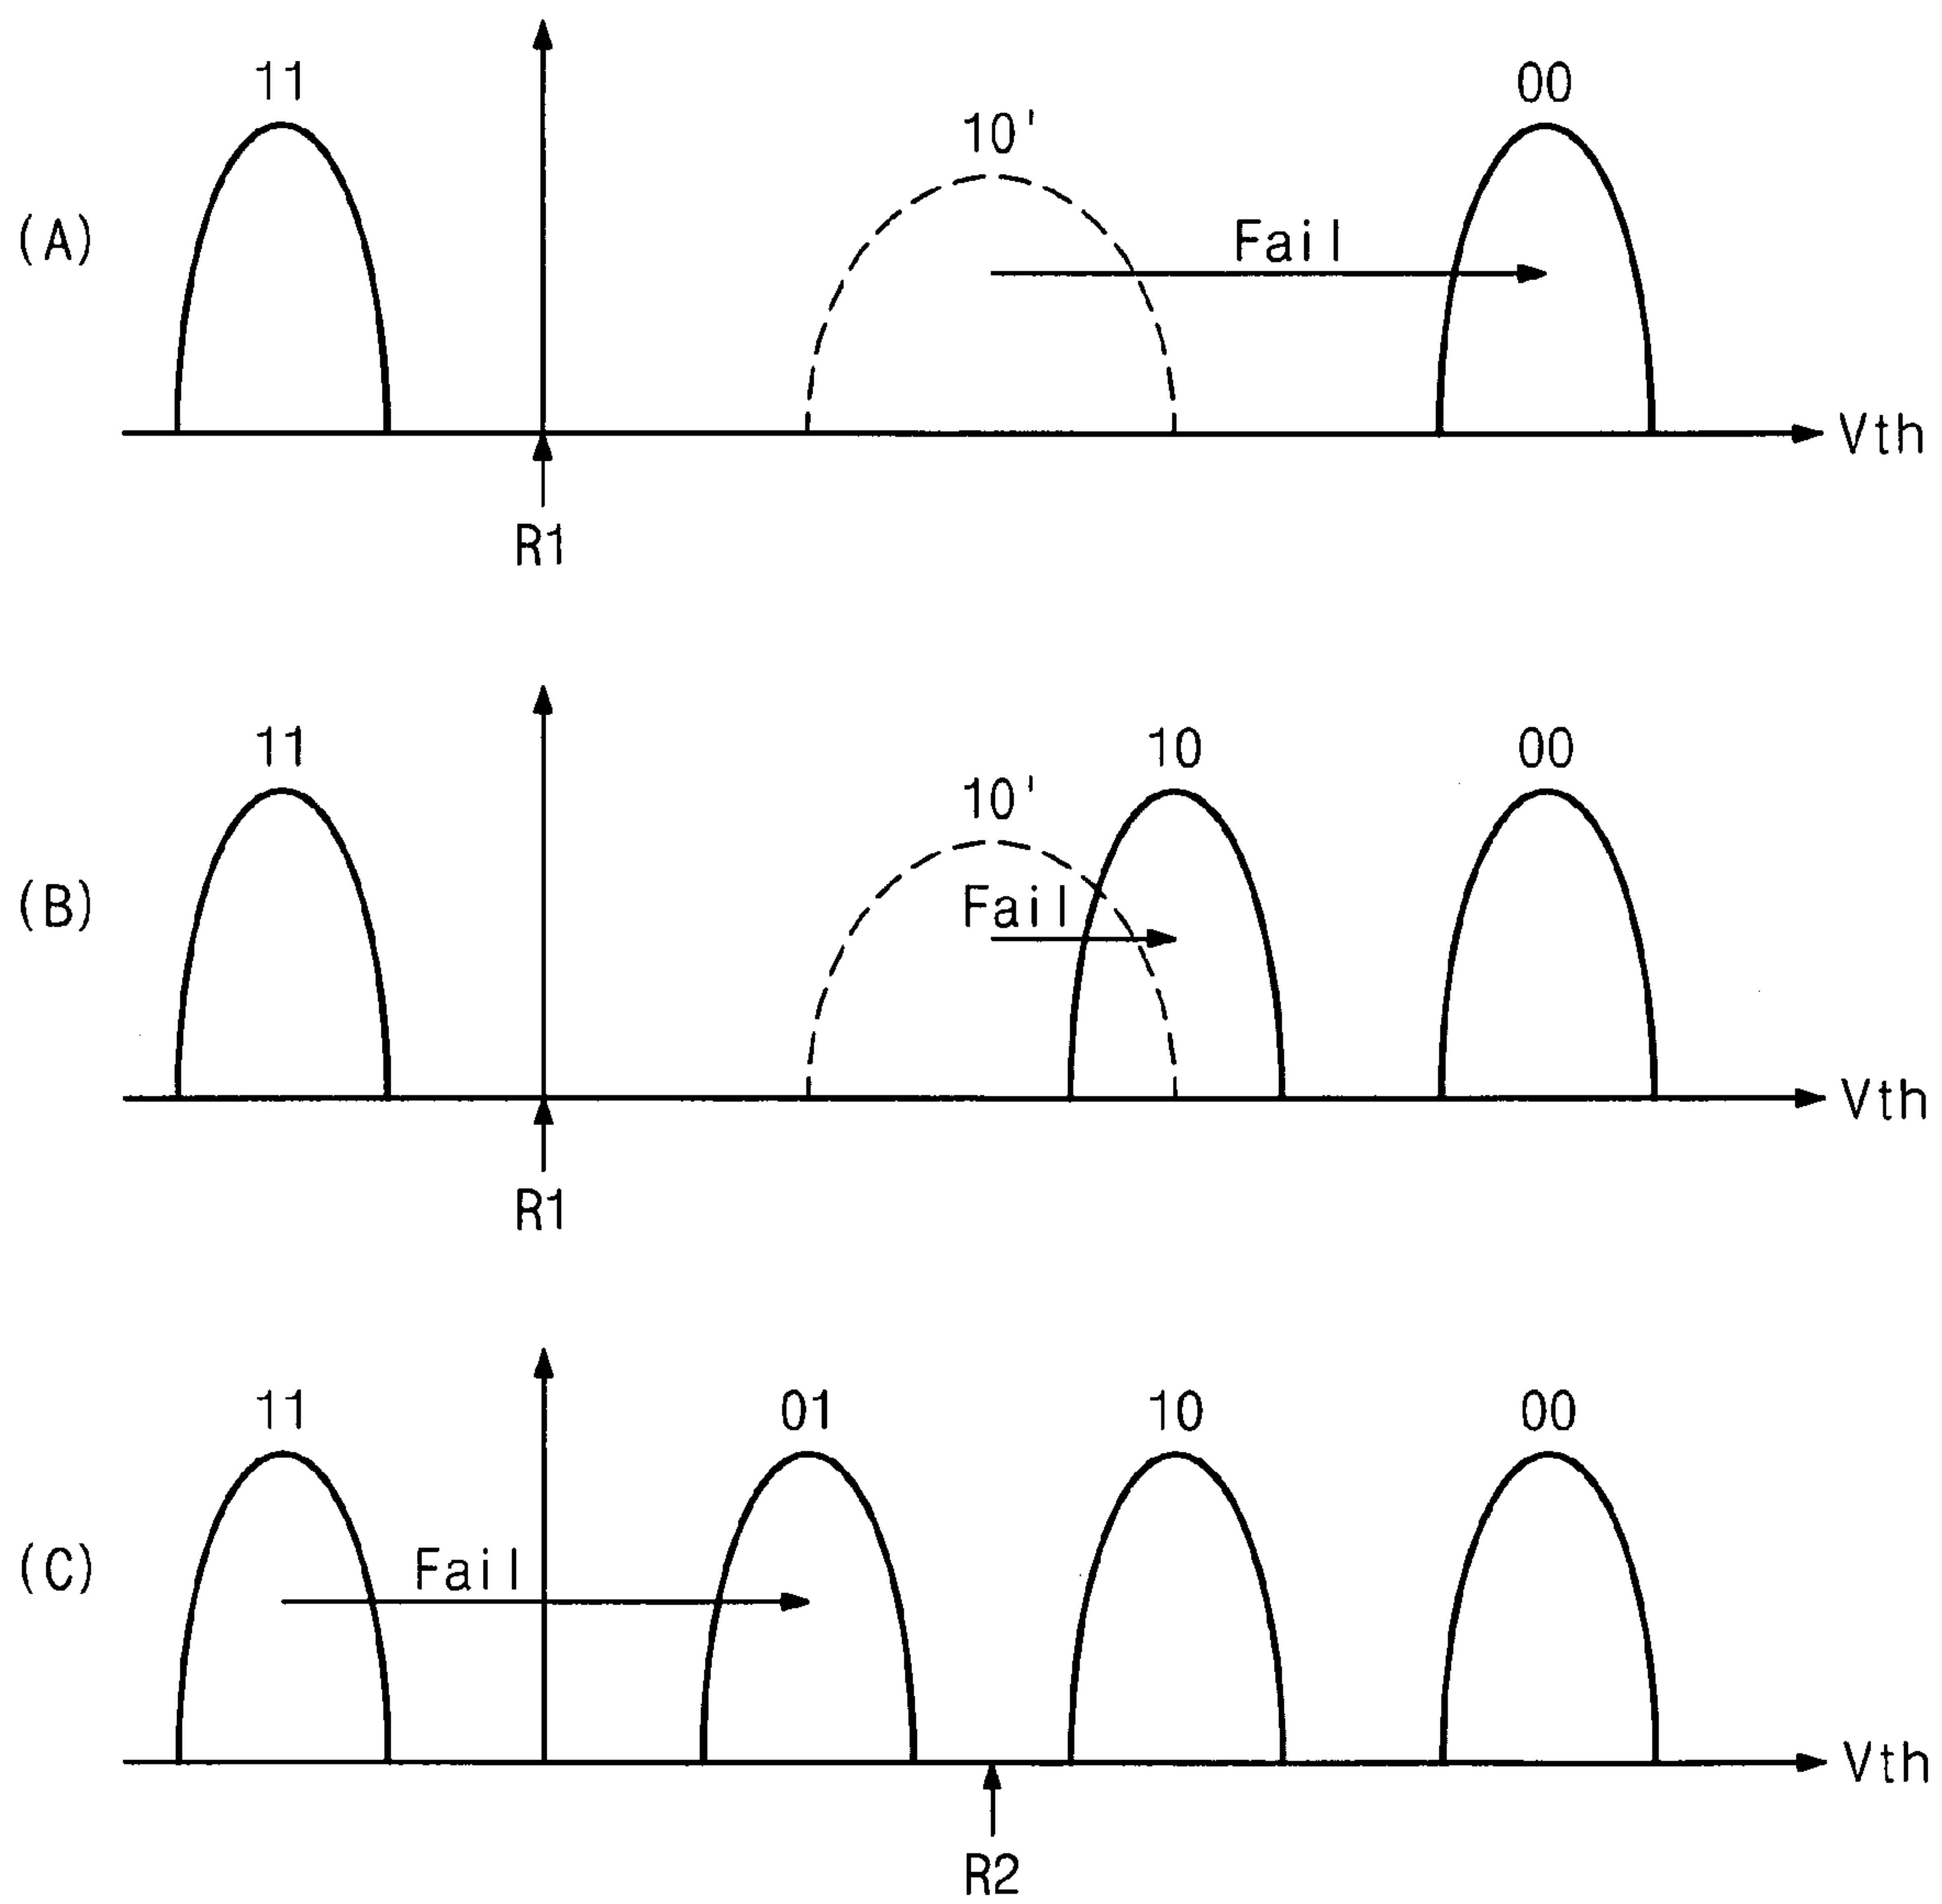 11 10' 00
(A) Fail
Vth
R1
11 10 00
10'
(B) Fail
Vth
R1
11 01 10 00
(C) Fail
Vth
R2